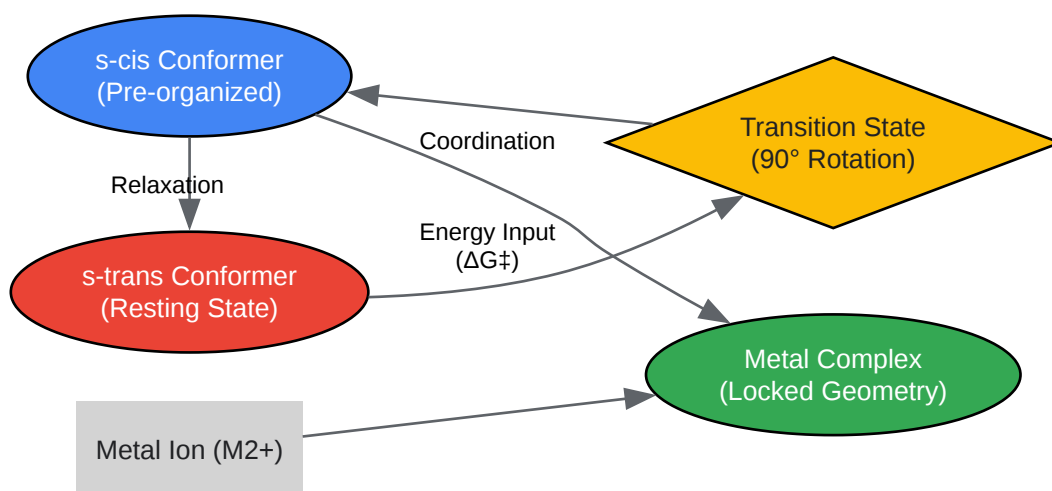 s-cis Conformer
(Pre-organized)
Transition State
(90° Rotation)
Coordination
Relaxation
Energy Input
(ΔG‡)
s-trans Conformer
(Resting State)
Metal Complex
(Locked Geometry)
Metal Ion (M2+)